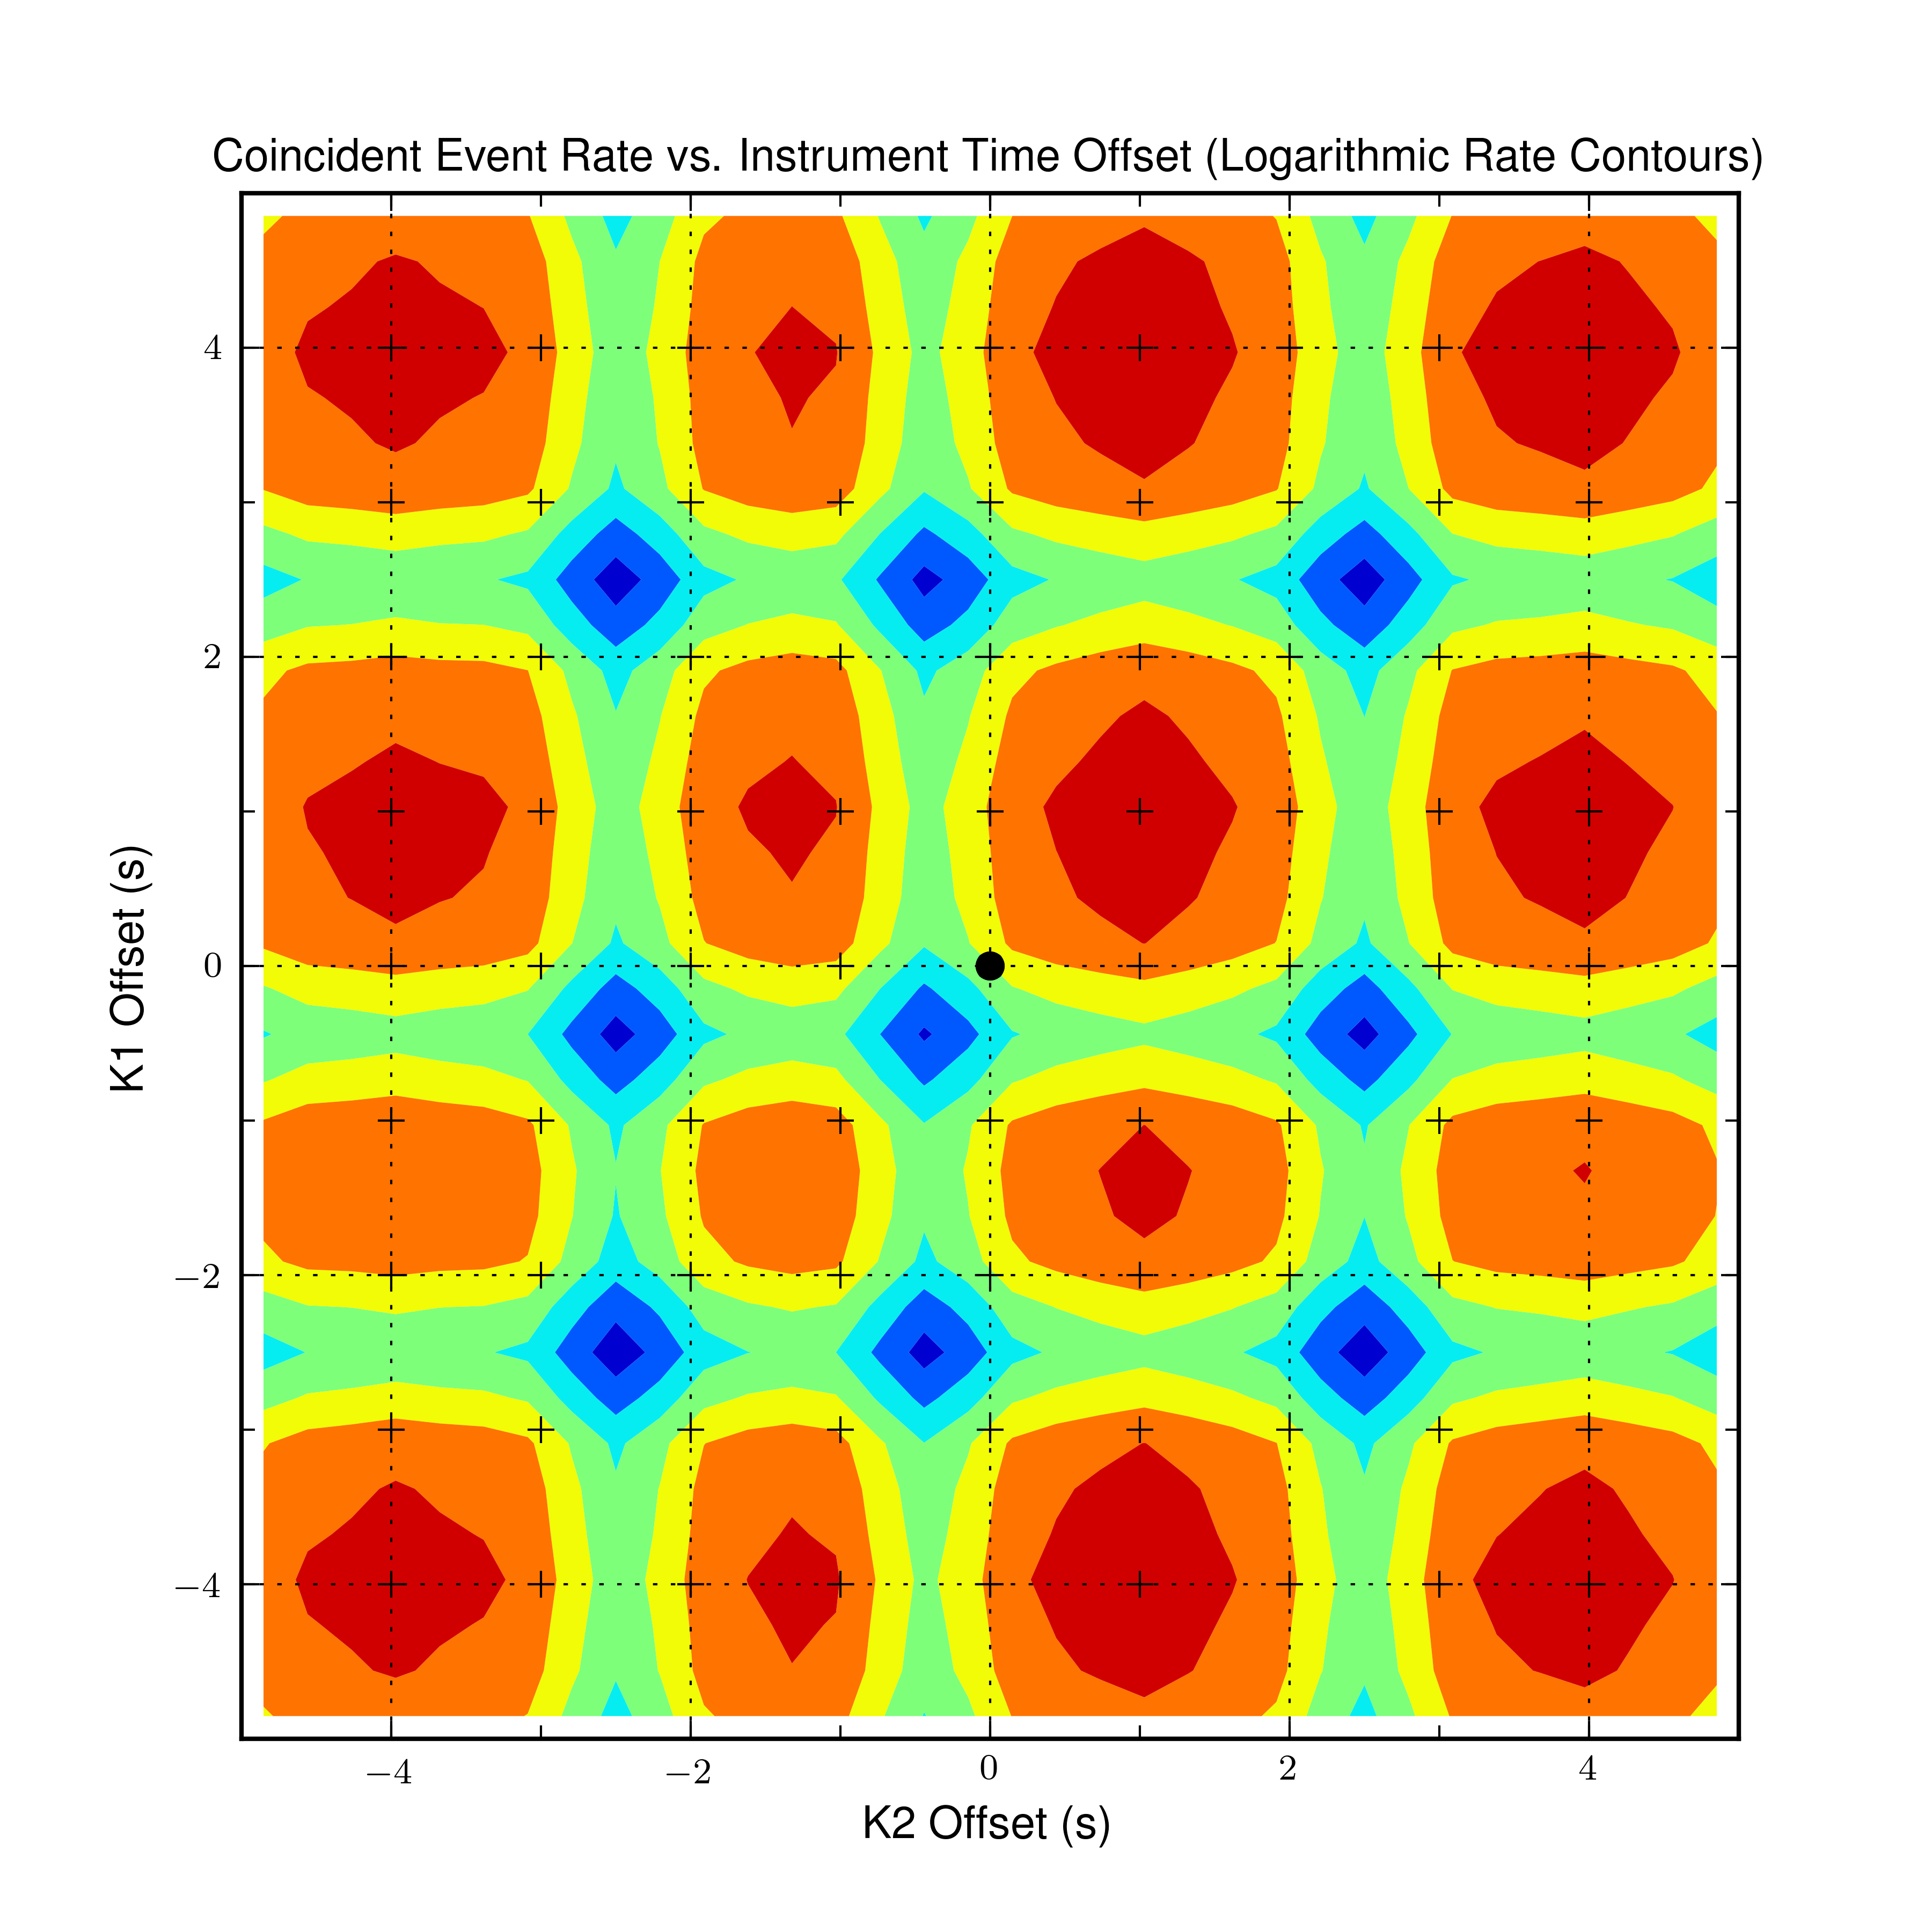 Coincident Event Rate vs. Instrument Time Offset (Logarithmic Rate Contours)
4
2
0
−2
−4
K1 Offset (s)
−4 −2 0 2 4
K2 Offset (s)